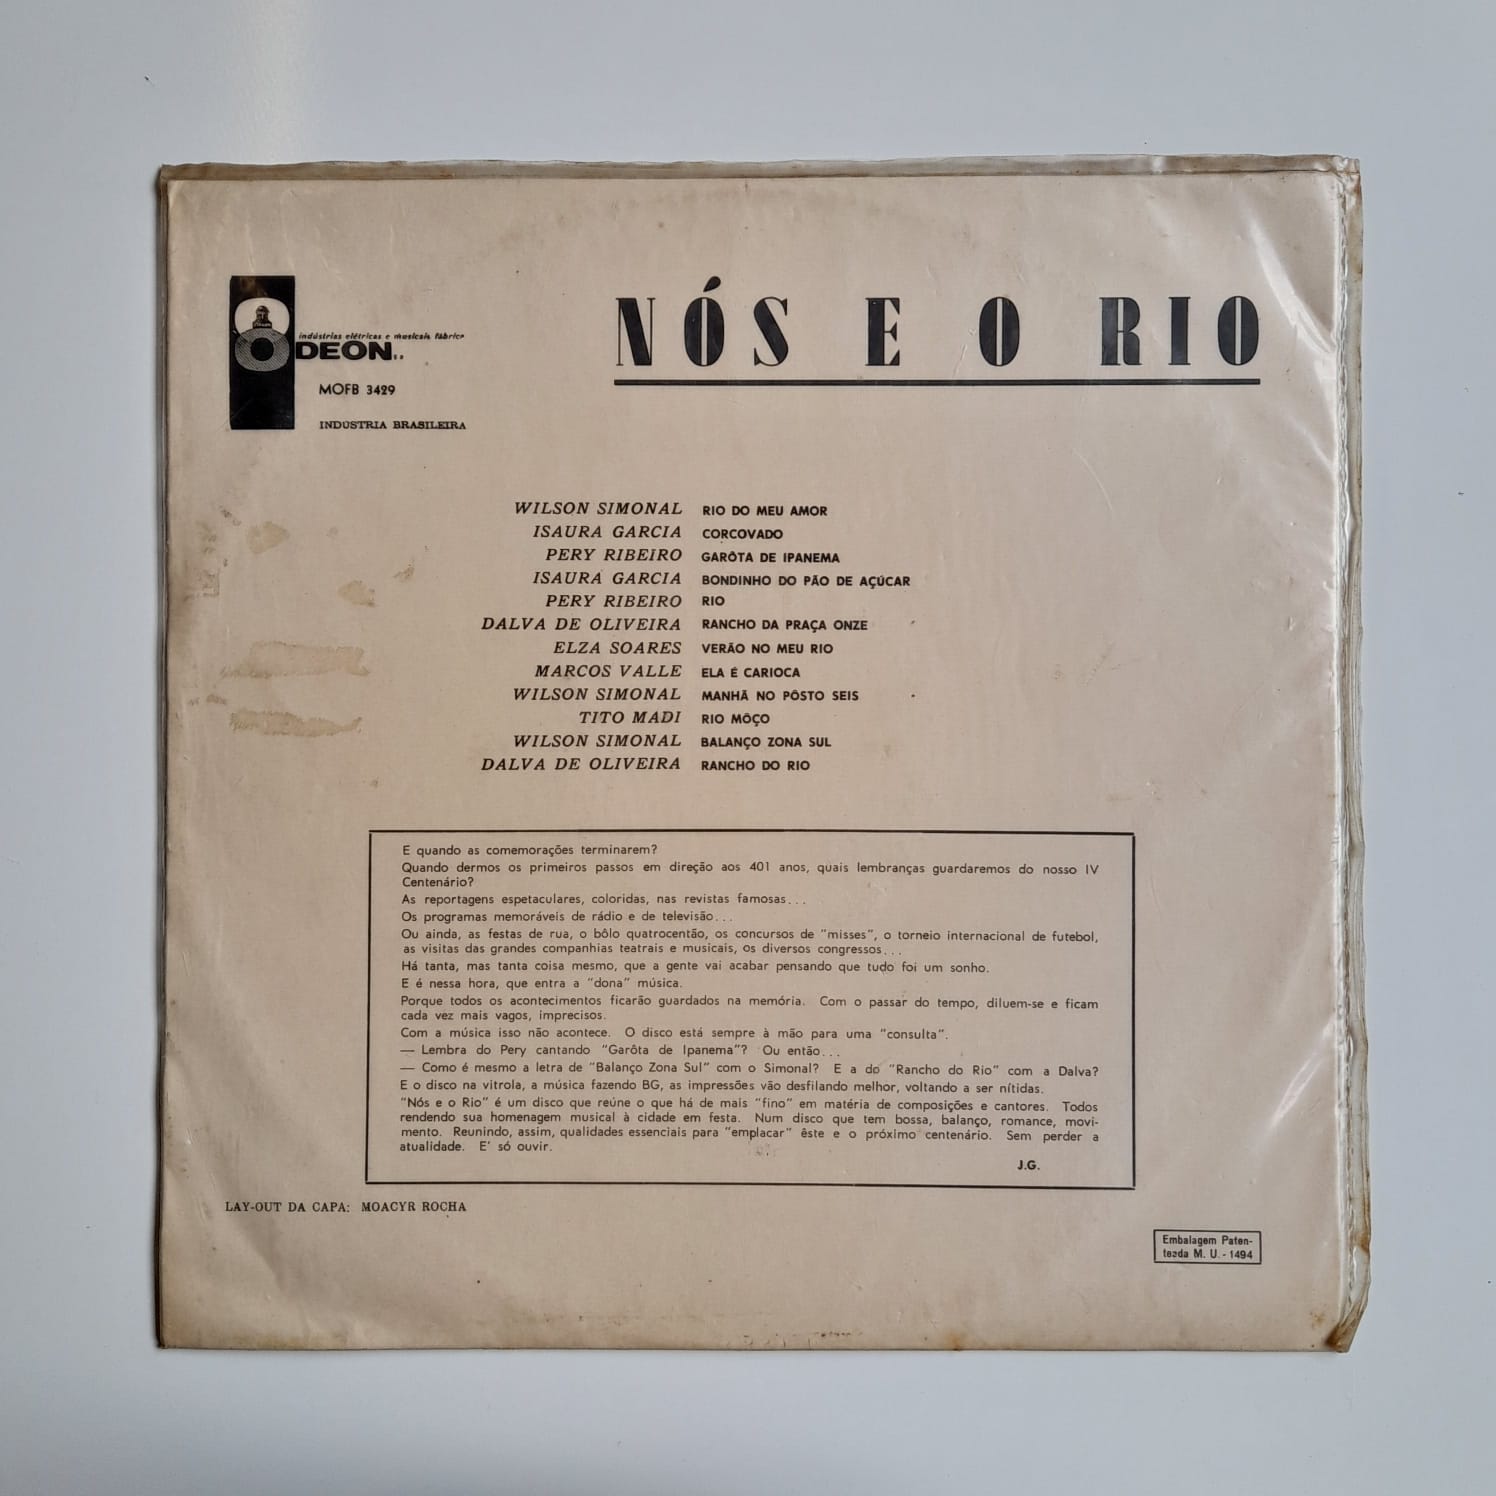 NÓS E O RIO
indústrias elétricas e musicais fábrica
ODEON S.A.
MOFB 3429
INDÚSTRIA BRASILEIRA
WILSON SIMONAL RIO DO MEU AMOR
ISAURA GARCIA CORCOVADO
PERY RIBEIRO GARÔTA DE IPANEMA
ISAURA GARCIA BONDINHO DO PÃO DE AÇÚCAR
PERY RIBEIRO RIO
DALVA DE OLIVEIRA RANCHO DA PRAÇA ONZE
ELZA SOARES VERÃO NO MEU RIO
MARCOS VALLE ELA É CARIOCA
WILSON SIMONAL MANHÃ NO PÔSTO SEIS
TITO MADI RIO MÔÇO
WILSON SIMONAL BALANÇO ZONA SUL
DALVA DE OLIVEIRA RANCHO DO RIO
E quando as comemorações terminarem?
Quando dermos os primeiros passos em direção aos 401 anos, quais lembranças guardaremos do nosso IV
Centenário?
As reportagens espetaculares, coloridas, nas revistas famosas...
Os programas memoráveis de rádio e de televisão...
Ou ainda, as festas de rua, o bôlo quatrocentão, os concursos de "misses", o torneio internacional de futebol,
as visitas das grandes companhias teatrais e musicais, os diversos congressos...
Há tanta, mas tanta coisa mesmo, que a gente vai acabar pensando que tudo foi um sonho.
E é nessa hora, que entra a "dona" música.
Porque todos os acontecimentos ficarão guardados na memória. Com o passar do tempo, diluem-se e ficam
cada vez mais vagos, imprecisos.
Com a música isso não acontece. O disco está sempre à mão para uma "consulta".
— Lembra do Pery cantando "Garôta de Ipanema"? Ou então...
— Como é mesmo a letra de "Balanço Zona Sul" com o Simonal? E a do "Rancho do Rio" com a Dalva?
E o disco na vitrola, a música fazendo BG, as impressões vão desfilando melhor, voltando a ser nítidas.
"Nós e o Rio" é um disco que reúne o que há de mais "fino" em matéria de composições e cantores. Todos
rendendo sua homenagem musical à cidade em festa. Num disco que tem bossa, balanço, romance, movi-
mento. Reunindo, assim, qualidades essenciais para "emplacar" êste e o próximo centenário. Sem perder a
atualidade. E' só ouvir.
J.G.
LAY-OUT DA CAPA: MOACYR ROCHA
Embalagem Paten-
teada M. U. - 1494